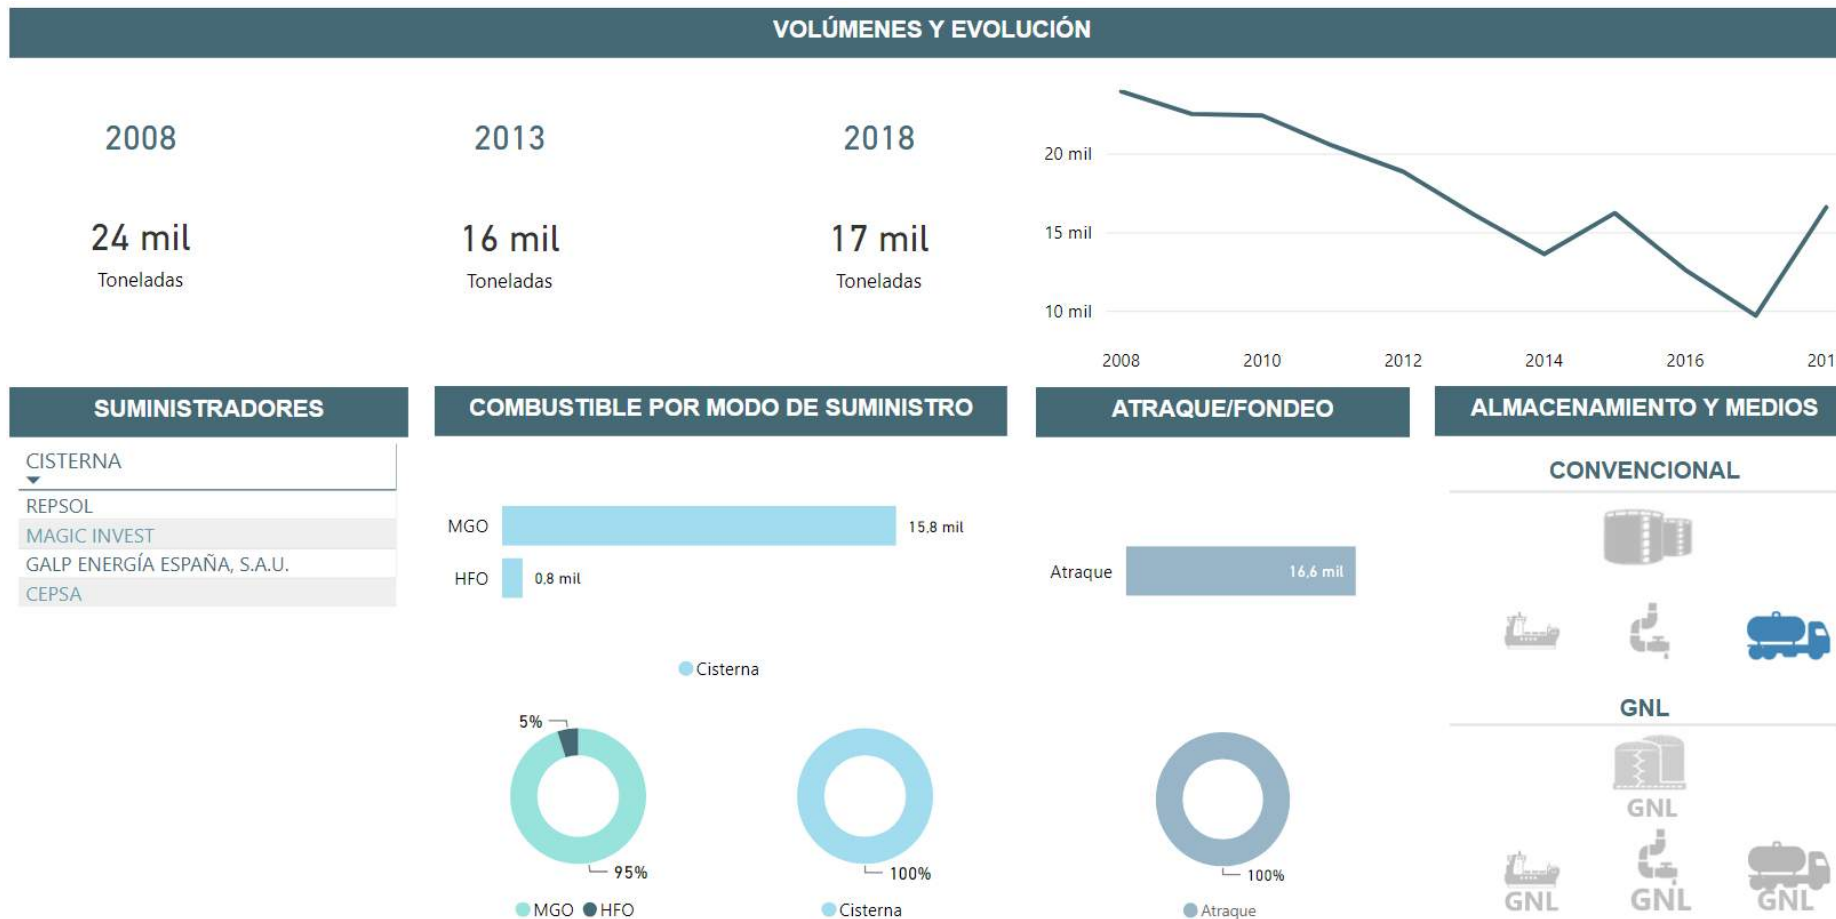 VOLÚMENES Y EVOLUCIÓN
2008
2013
2018
24 mil
Toneladas
16 mil
Toneladas
17 mil
Toneladas
20 mil
15 mil
10 mil
2008
2010
2012
2014
2016
201
SUMINISTRADORES
CISTERNA
REPSOL
MAGIC INVEST
GALP ENERGÍA ESPAÑA, S.A.U.
CEPSA
COMBUSTIBLE POR MODO DE SUMINISTRO
MGO
15,8 mil
HFO
0,8 mil
Cisterna
5%
95%
MGO HFO
100%
Cisterna
ATRAQUE/FONDEO
Atraque
16,6 mil
100%
Atraque
ALMACENAMIENTO Y MEDIOS
CONVENCIONAL
GNL
GNL
GNL
GNL
GNL